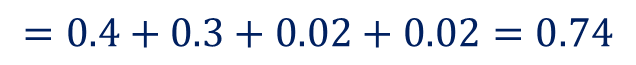 = 0.4 + 0.3 + 0.02 + 0.02 = 0.74